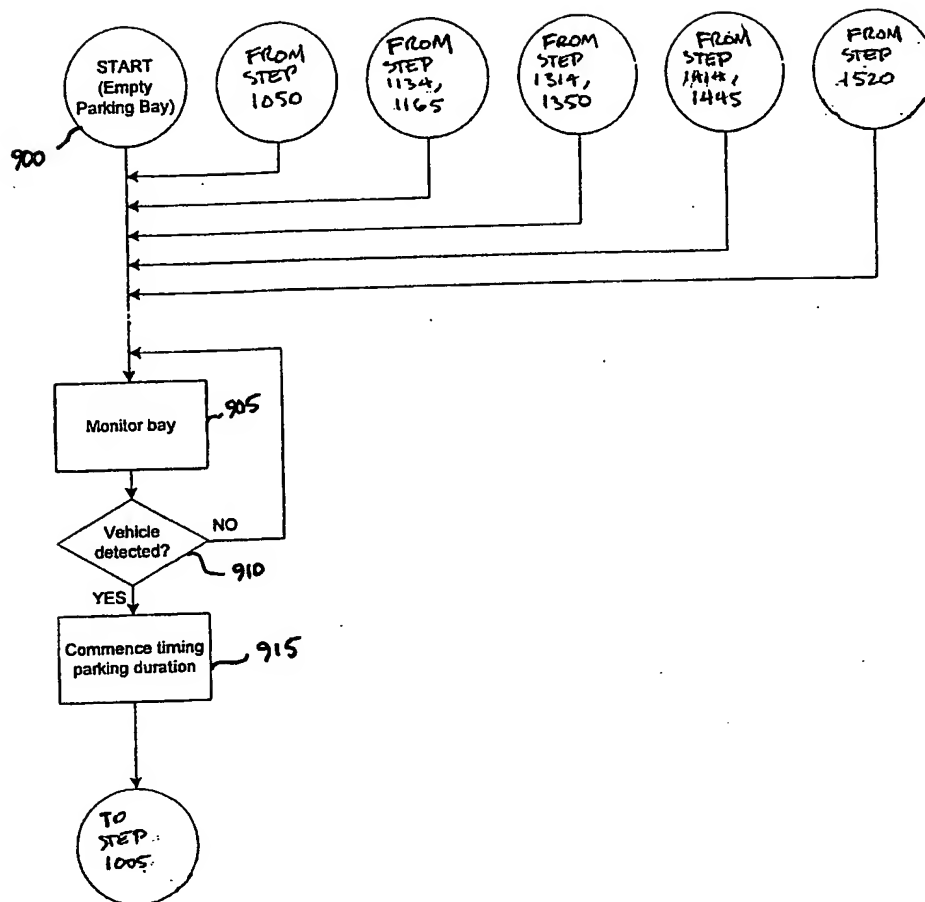 START
(Empty
Parking Bay)
FROM
STEP
1050
FROM
STEP
1134,
1165
FROM
STEP
1314,
1350
FROM
STEP
1414,
1445
FROM
STEP
1520
900
Monitor bay
905
Vehicle
detected?
NO
910
YES
Commence timing
parking duration
915
TO
STEP
1005